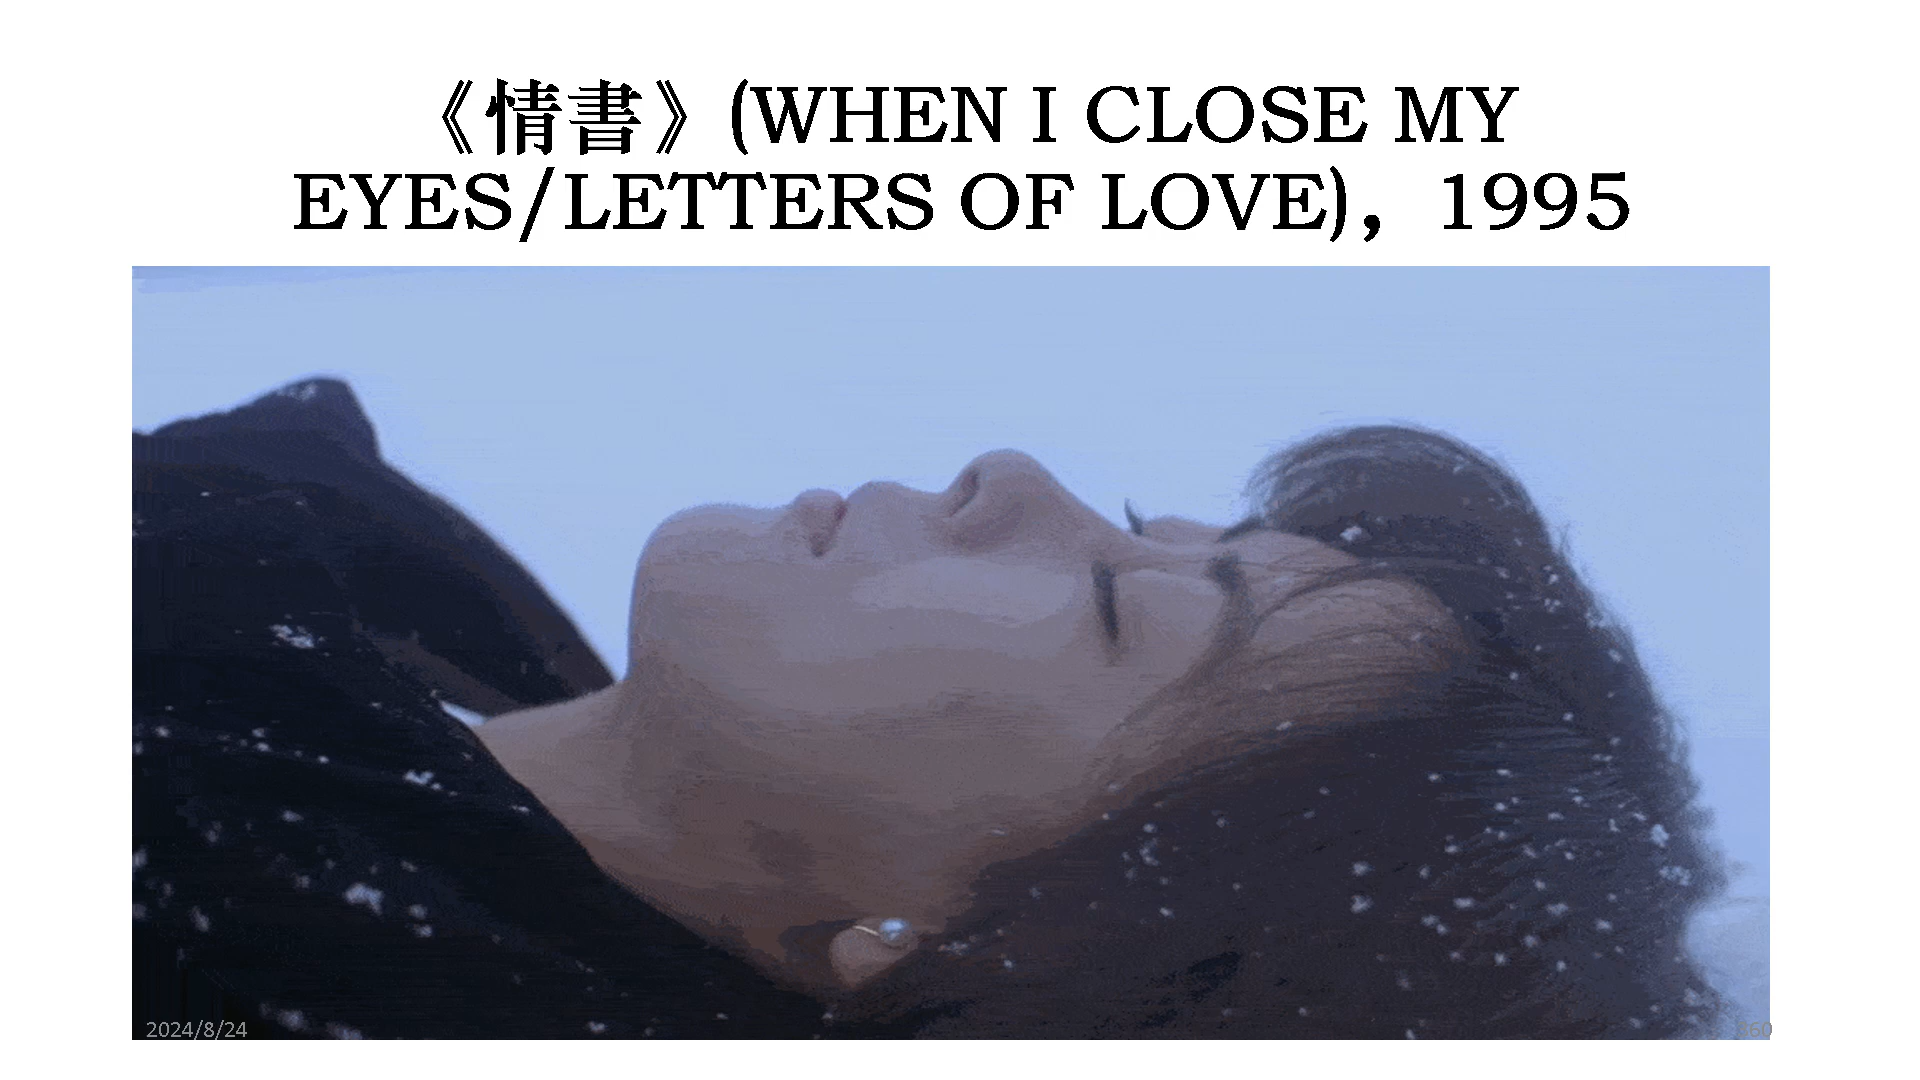 《情書》(WHEN I CLOSE MY
EYES/LETTERS OF LOVE)，1995
2024/8/24